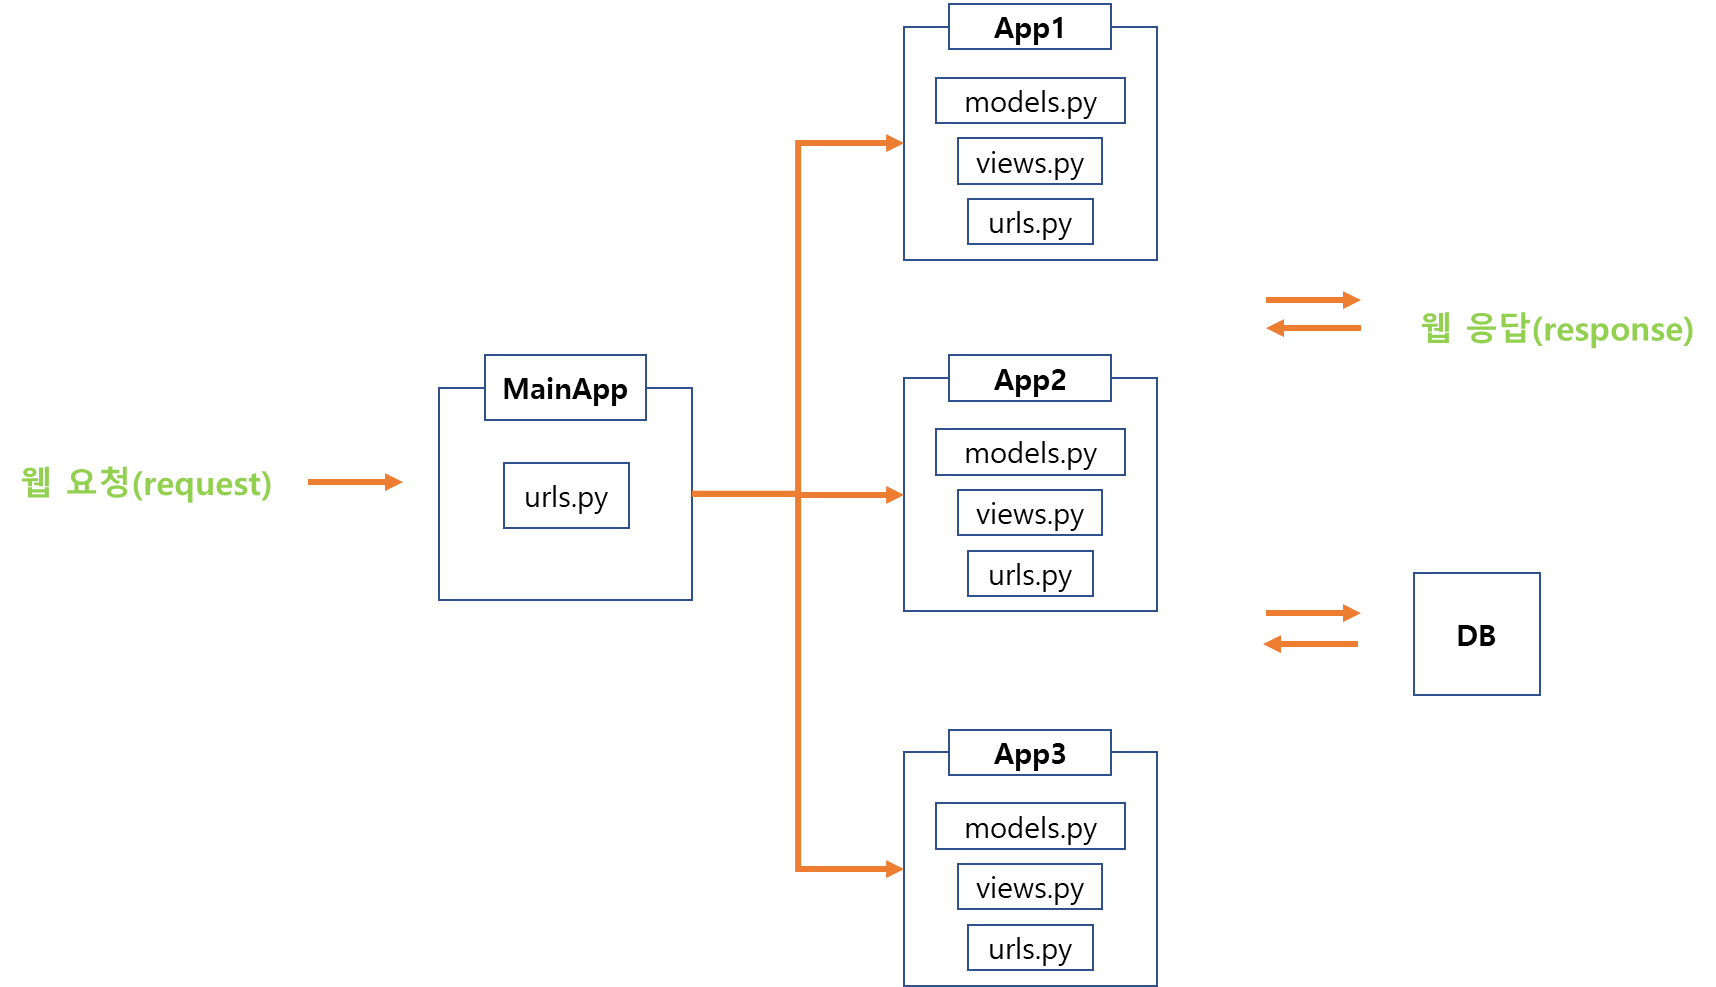 웹 요청(request)
MainApp
urls.py
App1
models.py
views.py
urls.py
App2
models.py
views.py
urls.py
App3
models.py
views.py
urls.py
웹 응답(response)
DB